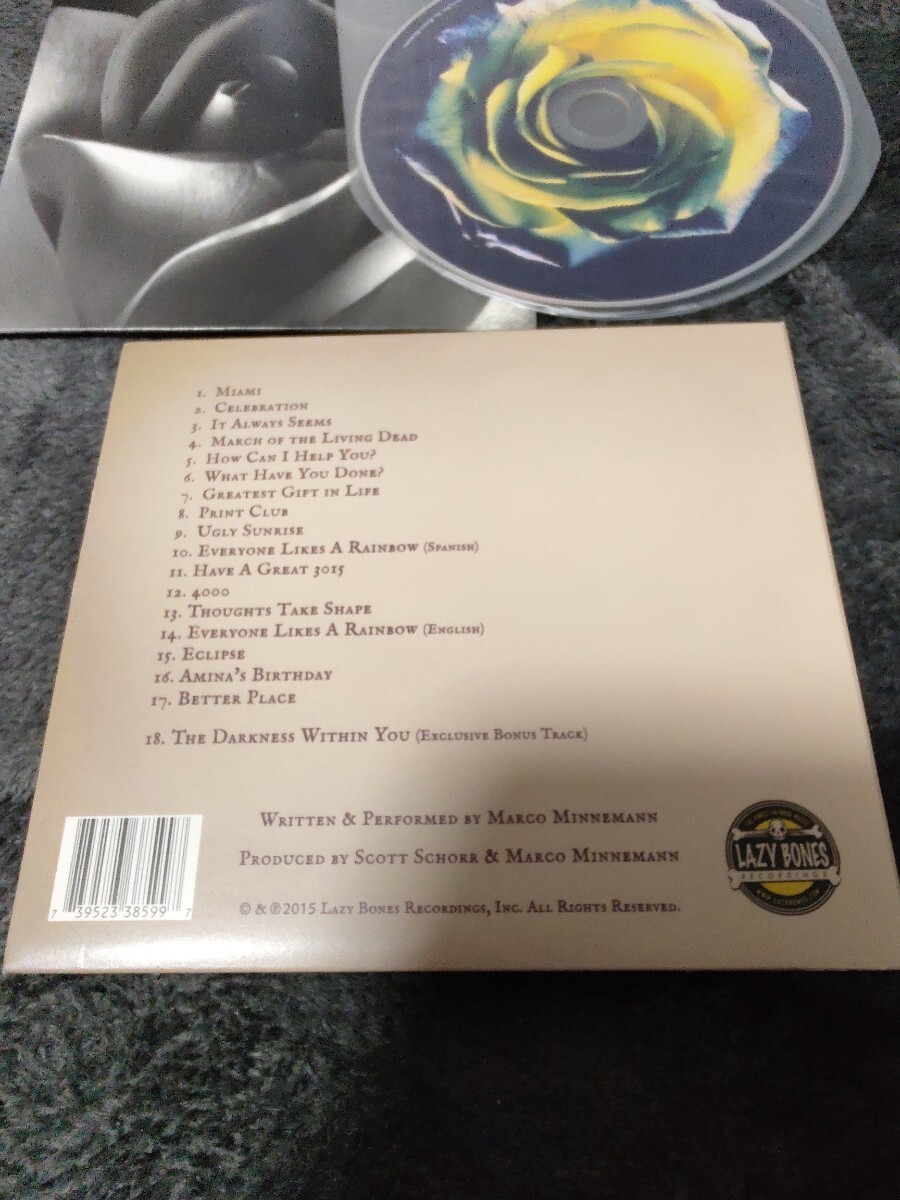 1. Miami
2. Celebration
3. It Always Seems
4. March of the Living Dead
5. How Can I Help You?
6. What Have You Done?
7. Greatest Gift in Life
8. Print Club
9. Ugly Sunrise
10. Everyone Likes A Rainbow (Spanish)
11. Have A Great 3015
12. 4000
13. Thoughts Take Shape
14. Everyone Likes A Rainbow (English)
15. Eclipse
16. Amina's Birthday
17. Better Place
18. The Darkness Within You (Exclusive Bonus Track)
Written & Performed by Marco Minnemann
Produced by Scott Schorr & Marco Minnemann
© & ℗2015 Lazy Bones Recordings, Inc. All Rights Reserved.
7 39523 38599 7
LAZY BONES
RECORDINGS
WWW.LAZYBONES.COM